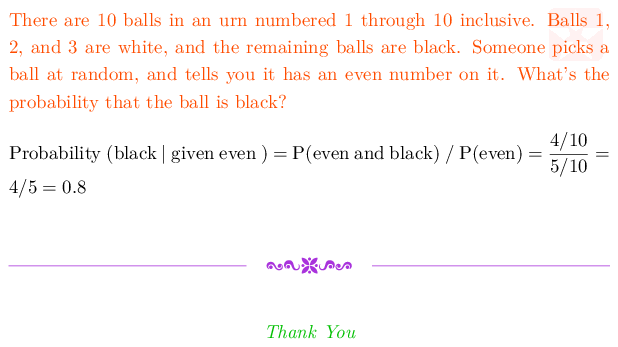 There are 10 balls in an urn numbered 1 through 10 inclusive. Balls 1,
2, and 3 are white, and the remaining balls are black. Someone picks a
ball at random, and tells you it has an even number on it. What's the
probability that the ball is black?
Probability (black | given even ) = P(even and black) / P(even) = 4/10 / 5/10 =
4/5 = 0.8
Thank You